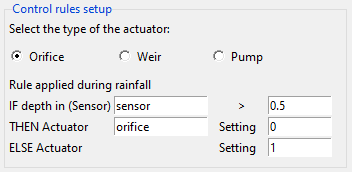 Control rules setup
Select the type of the actuator:
Orifice Weir Pump
Rule applied during rainfall
IF depth in (Sensor) sensor > 0.5
THEN Actuator orifice Setting 0
ELSE Actuator Setting 1